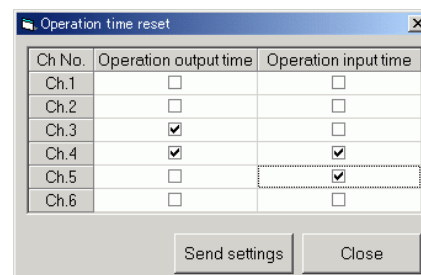 Operation time reset
Ch No. Operation output time Operation input time
Ch.1
Ch.2
Ch.3
Ch.4
Ch.5
Ch.6
Send settings Close